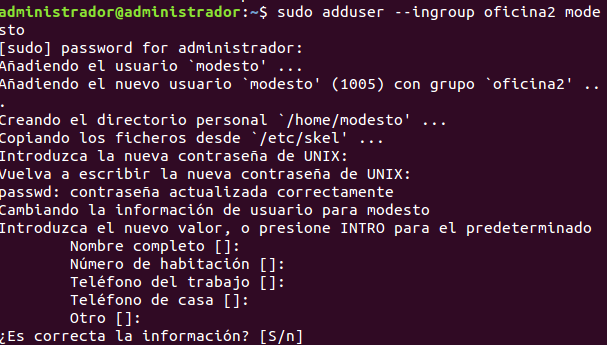 administrador@administrador:~$ sudo adduser --ingroup oficina2 mode
sto
[sudo] password for administrador:
Añadiendo el usuario `modesto' ...
Añadiendo el nuevo usuario `modesto' (1005) con grupo `oficina2' ..
.
Creando el directorio personal `/home/modesto' ...
Copiando los ficheros desde `/etc/skel' ...
Introduzca la nueva contraseña de UNIX:
Vuelva a escribir la nueva contraseña de UNIX:
passwd: contraseña actualizada correctamente
Cambiando la información de usuario para modesto
Introduzca el nuevo valor, o presione INTRO para el predeterminado
Nombre completo []:
Número de habitación []:
Teléfono del trabajo []:
Teléfono de casa []:
Otro []:
¿Es correcta la información? [S/n]